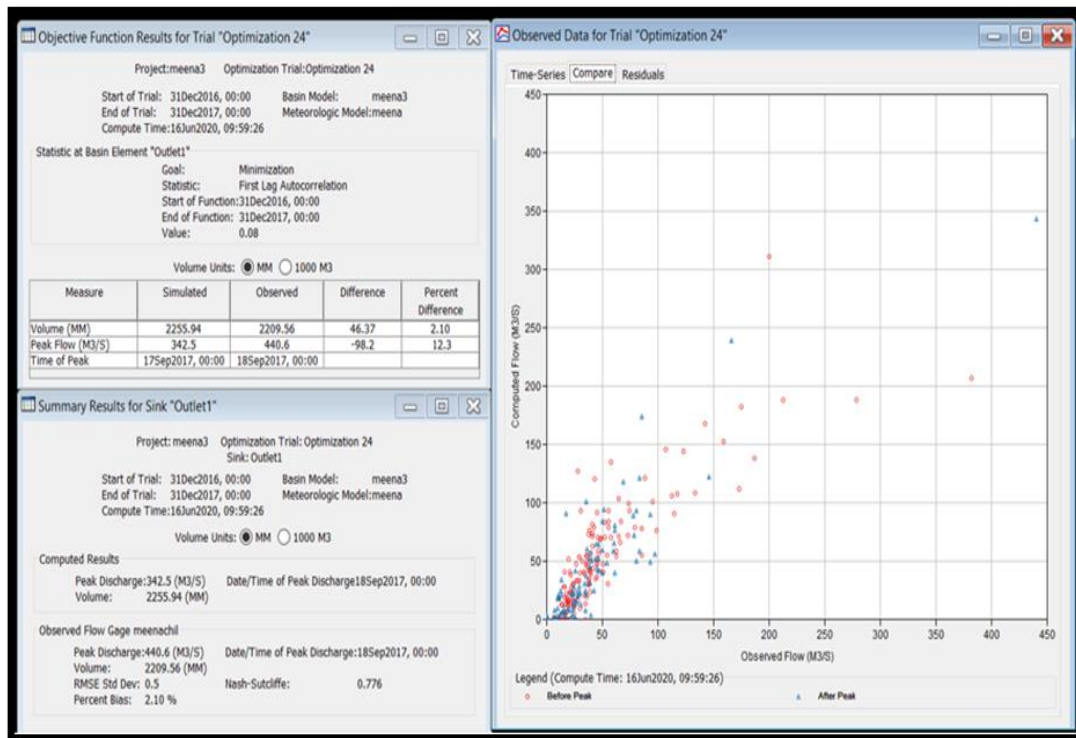 Objective Function Results for Trial "Optimization 24"
Project:meena3 Optimization Trial:Optimization 24
Start of Trial: 31Dec2016, 00:00 Basin Model: meena3
End of Trial: 31Dec2017, 00:00 Meteorologic Model:meena
Compute Time:16Jun2020, 09:59:26
Statistic at Basin Element "Outlet1"
Goal: Minimization
Statistic: First Lag Autocorrelation
Start of Function:31Dec2016, 00:00
End of Function: 31Dec2017, 00:00
Value: 0.08
Volume Units: MM 1000 M3
Measure Simulated Observed Difference Percent
Difference
Volume (MM) 2255.94 2209.56 46.37 2.10
Peak Flow (M3/S) 342.5 440.6 -98.2 12.3
Time of Peak 17Sep2017, 00:00 18Sep2017, 00:00
Summary Results for Sink "Outlet1"
Project: meena3 Optimization Trial: Optimization 24
Sink: Outlet1
Start of Trial: 31Dec2016, 00:00 Basin Model: meena3
End of Trial: 31Dec2017, 00:00 Meteorologic Model:meena
Compute Time:16Jun2020, 09:59:26
Volume Units: MM 1000 M3
Computed Results
Peak Discharge:342.5 (M3/S) Date/Time of Peak Discharge18Sep2017, 00:00
Volume: 2255.94 (MM)
Observed Flow Gage meenachil
Peak Discharge:440.6 (M3/S) Date/Time of Peak Discharge:18Sep2017, 00:00
Volume: 2209.56 (MM)
RMSE Std Dev: 0.5 Nash-Sutcliffe: 0.776
Percent Bias: 2.10 %
Observed Data for Trial "Optimization 24"
Time-Series Compare Residuals
450
400
350
300
250
200
150
100
50
0
Computed Flow (M3/S)
0 50 100 150 200 250 300 350 400 450
Observed Flow (M3/S)
Legend (Compute Time: 16Jun2020, 09:59:26)
Before Peak After Peak